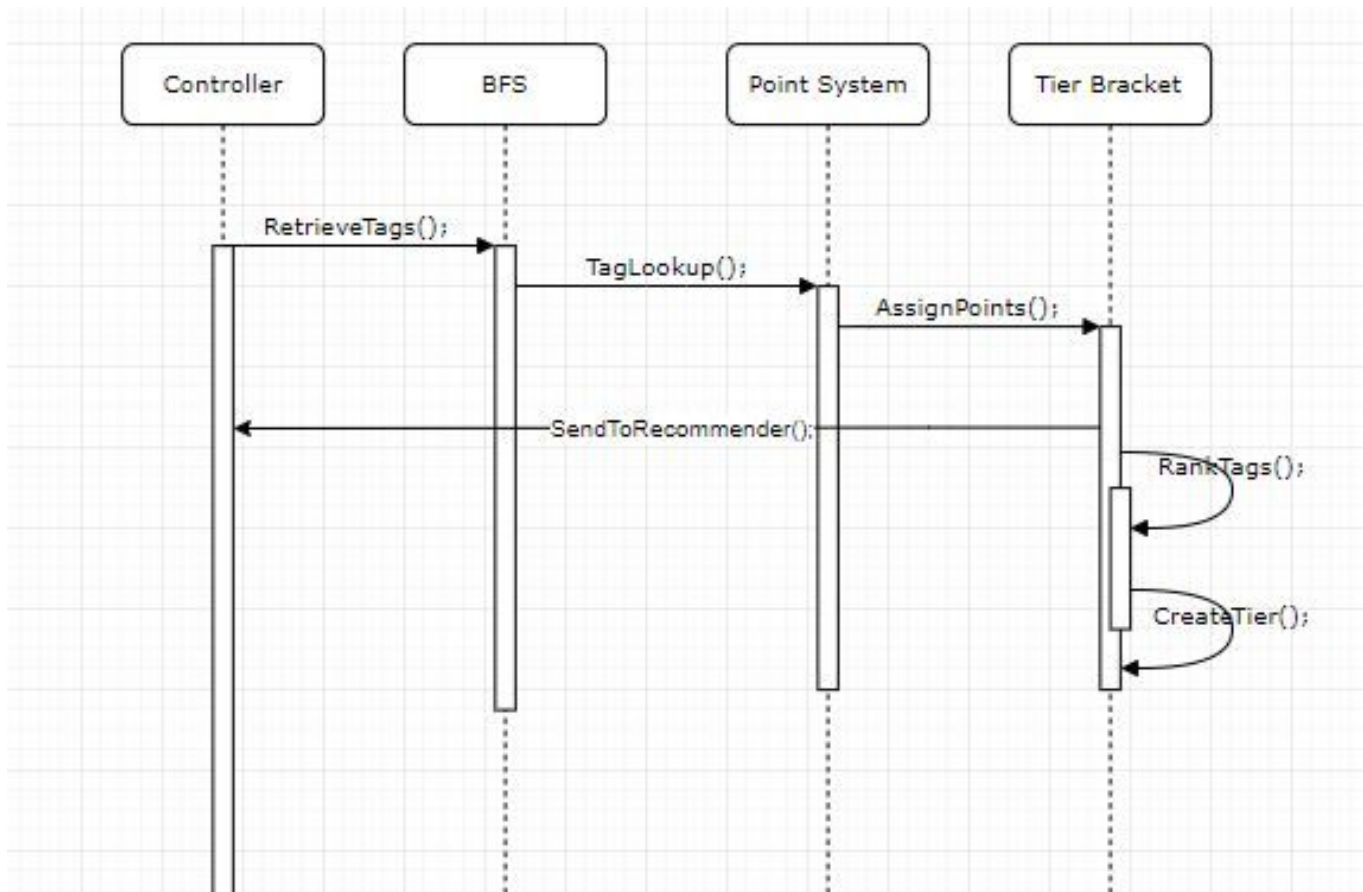 Controller
BFS
Point System
Tier Bracket
RetrieveTags();
TagLookup();
AssignPoints();
SendToRecommender();
RankTags();
CreateTier();